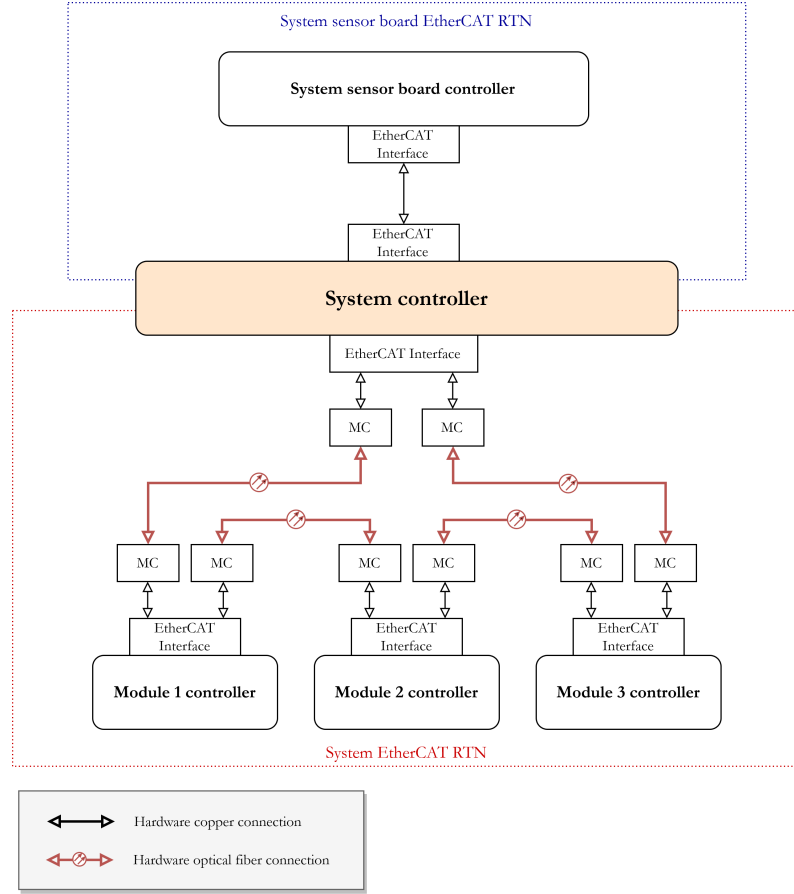 System sensor board EtherCAT RTN
System sensor board controller
EtherCAT
Interface
EtherCAT
Interface
System controller
EtherCAT Interface
MC
MC
MC
MC
MC
MC
MC
MC
EtherCAT
Interface
EtherCAT
Interface
EtherCAT
Interface
Module 1 controller
Module 2 controller
Module 3 controller
System EtherCAT RTN
Hardware copper connection
Hardware optical fiber connection